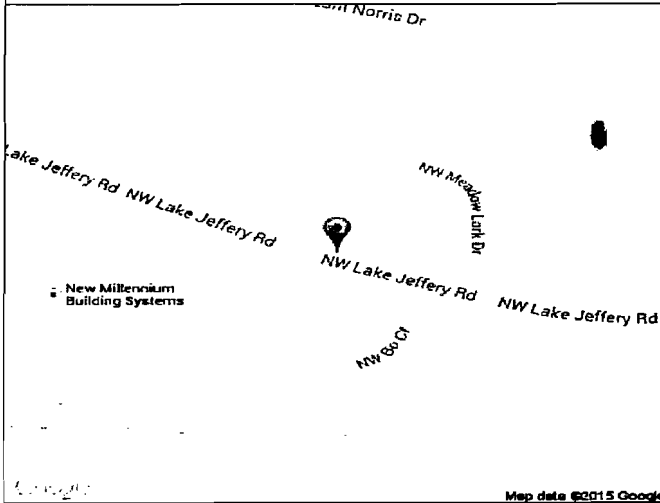 Norris Dr
Lake Jeffery Rd NW Lake Jeffery Rd
NW Meadow Lark Dr
NW Lake Jeffery Rd
NW Lake Jeffery Rd
New Millennium
Building Systems
NW Bo Ct
Map data ©2015 Google